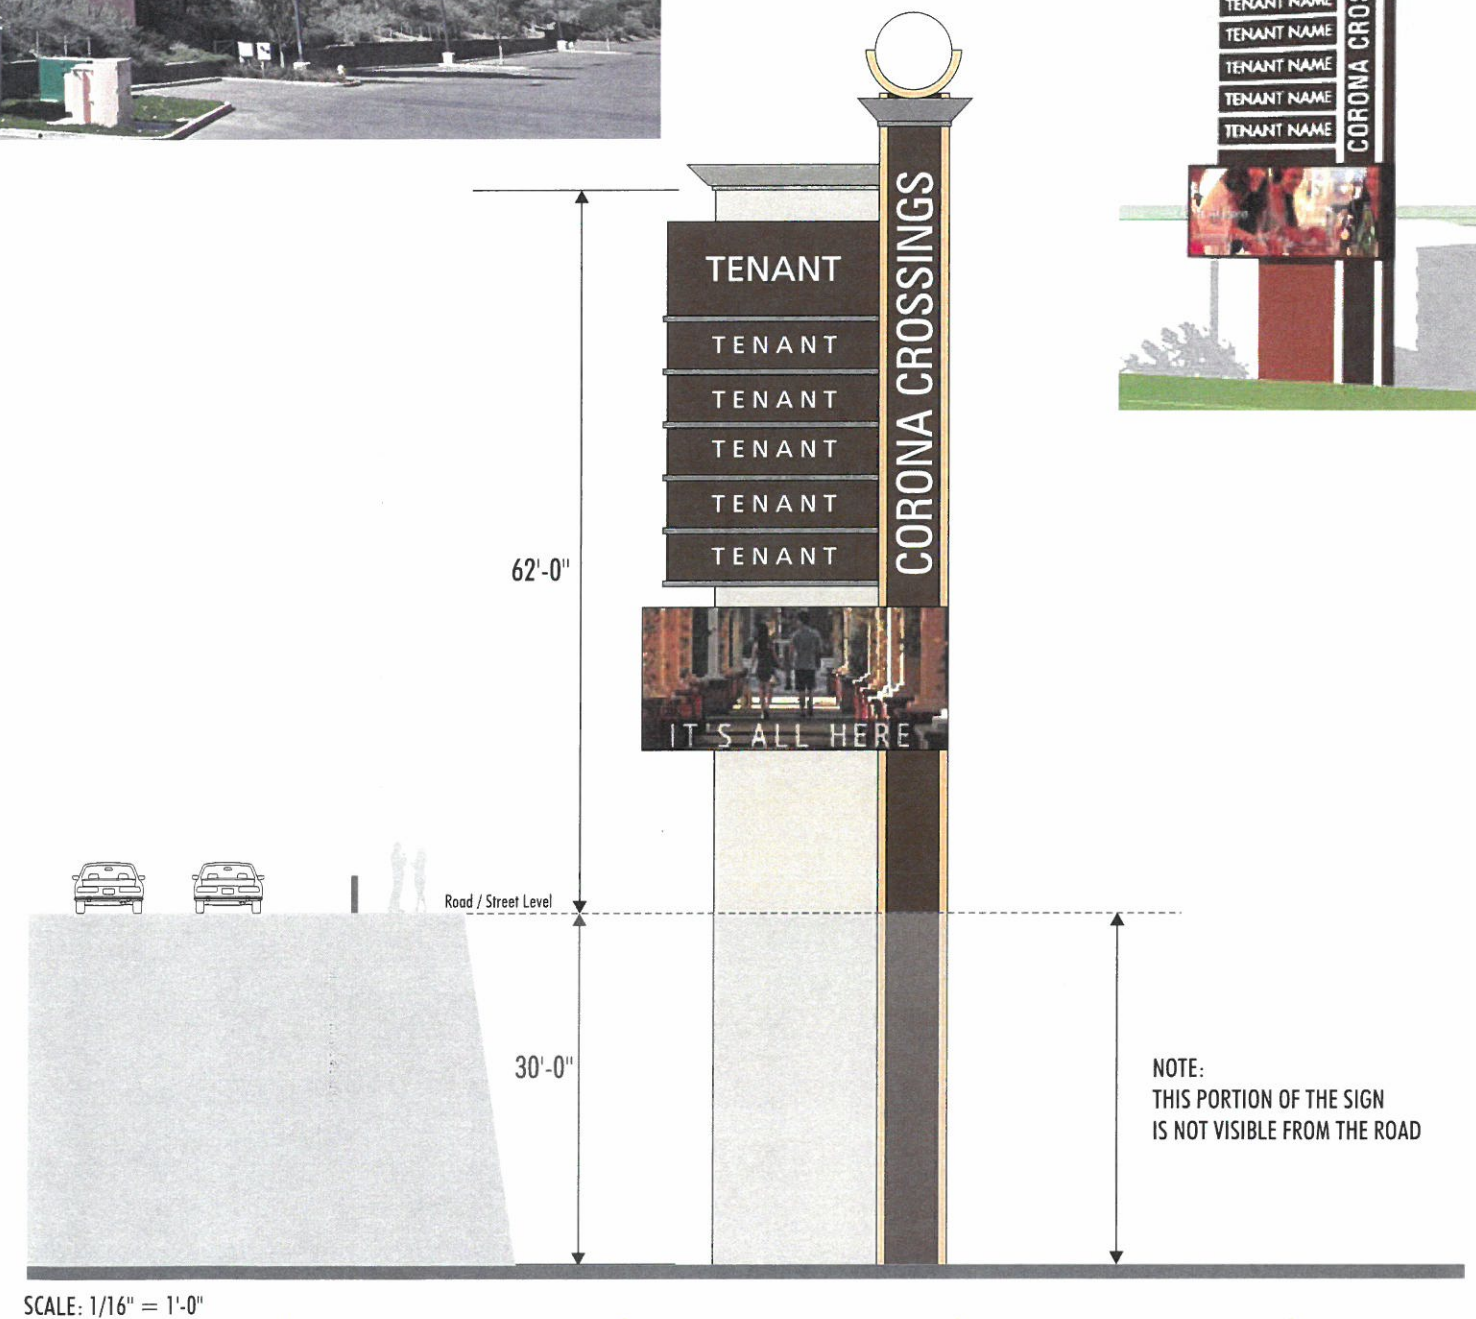 TENANT NAME
TENANT NAME
TENANT NAME
TENANT NAME
TENANT NAME
CORONA CROS
CORONA CROSSINGS
TENANT
TENANT
TENANT
TENANT
TENANT
TENANT
IT'S ALL HERE
62'-0"
Road / Street Level
30'-0"
NOTE:
THIS PORTION OF THE SIGN
IS NOT VISIBLE FROM THE ROAD
SCALE: 1/16" = 1'-0"